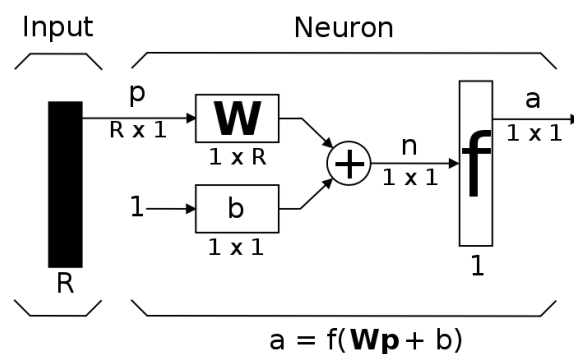 Input
Neuron
p
R x 1
W
1 x R
1
b
1 x 1
+
n
1 x 1
f
1
a
1 x 1
R
a = f(Wp + b)